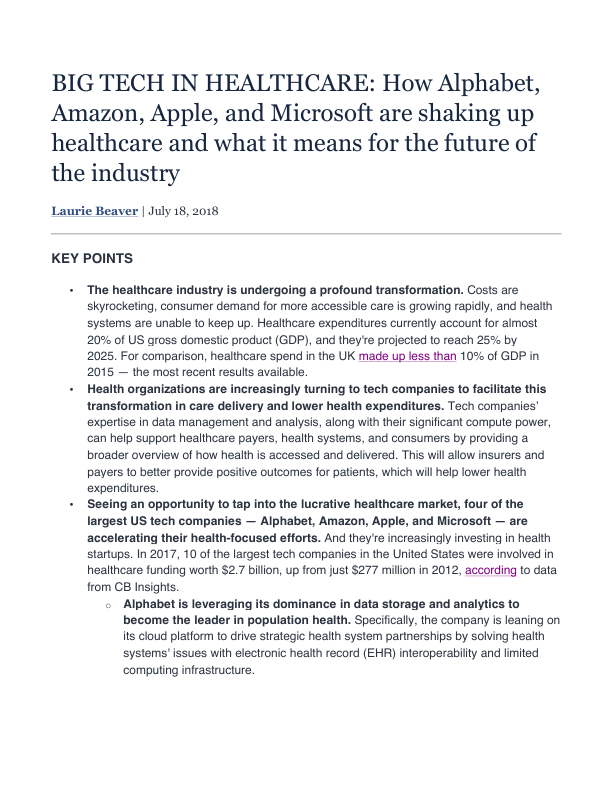 BIG TECH IN HEALTHCARE: How Alphabet,
Amazon, Apple, and Microsoft are shaking up
healthcare and what it means for the future of
the industry
Laurie Beaver | July 18, 2018
KEY POINTS
▪ The healthcare industry is undergoing a profound transformation. Costs are
skyrocketing, consumer demand for more accessible care is growing rapidly, and health
systems are unable to keep up. Healthcare expenditures currently account for almost
20% of US gross domestic product (GDP), and they're projected to reach 25% by
2025. For comparison, healthcare spend in the UK made up less than 10% of GDP in
2015 — the most recent results available.
▪ Health organizations are increasingly turning to tech companies to facilitate this
transformation in care delivery and lower health expenditures. Tech companies'
expertise in data management and analysis, along with their significant compute power,
can help support healthcare payers, health systems, and consumers by providing a
broader overview of how health is accessed and delivered. This will allow insurers and
payers to better provide positive outcomes for patients, which will help lower health
expenditures.
▪ Seeing an opportunity to tap into the lucrative healthcare market, four of the
largest US tech companies — Alphabet, Amazon, Apple, and Microsoft — are
accelerating their health-focused efforts. And they're increasingly investing in health
startups. In 2017, 10 of the largest tech companies in the United States were involved in
healthcare funding worth $2.7 billion, up from just $277 million in 2012, according to data
from CB Insights.
○ Alphabet is leveraging its dominance in data storage and analytics to
become the leader in population health. Specifically, the company is leaning on
its cloud platform to drive strategic health system partnerships by solving health
systems' issues with electronic health record (EHR) interoperability and limited
computing infrastructure.